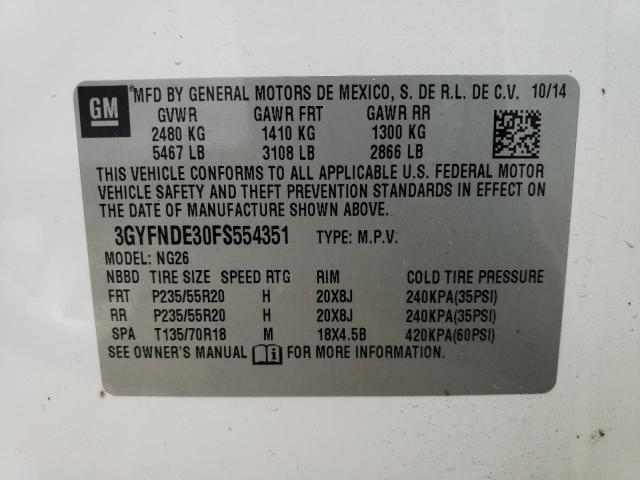 GM
MFD BY GENERAL MOTORS DE MEXICO, S. DE R.L. DE C.V. 10/14
GVWR GAWR FRT GAWR RR
2480 KG 1410 KG 1300 KG
5467 LB 3108 LB 2866 LB
THIS VEHICLE CONFORMS TO ALL APPLICABLE U.S. FEDERAL MOTOR
VEHICLE SAFETY AND THEFT PREVENTION STANDARDS IN EFFECT ON
THE DATE OF MANUFACTURE SHOWN ABOVE.
3GYFNDE30FS554351 TYPE: M.P.V.
MODEL: NG26
NBBD TIRE SIZE SPEED RTG RIM COLD TIRE PRESSURE
FRT P235/55R20 H 20X8J 240KPA(35PSI)
RR P235/55R20 H 20X8J 240KPA(35PSI)
SPA T135/70R18 M 18X4.5B 420KPA(60PSI)
SEE OWNER'S MANUAL FOR MORE INFORMATION.